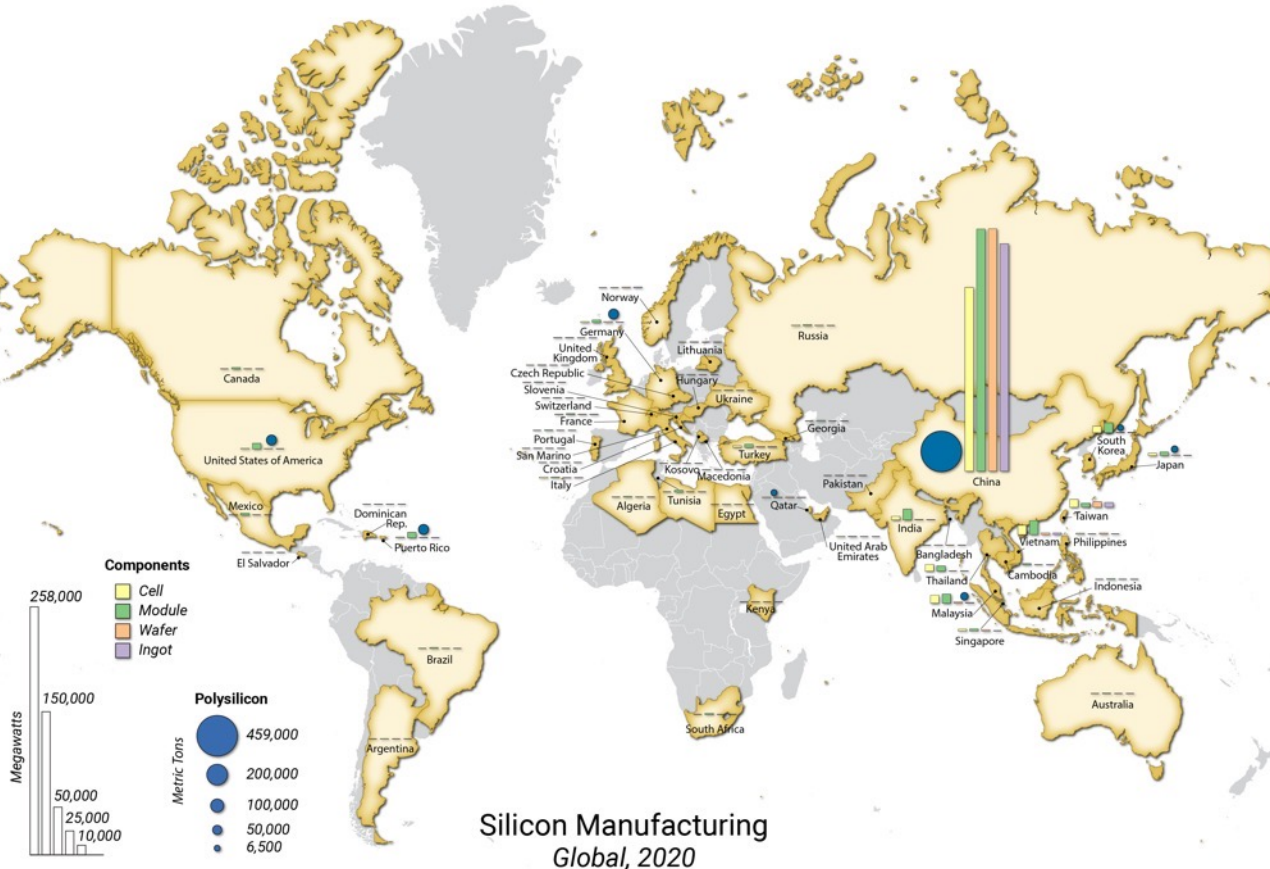 Norway
Germany
United
Kingdom
Czech Republic
Slovenia
Switzerland
France
Portugal
San Marino
Croatia
Italy
Lithuania
Hungary
Ukraine
Russia
Georgia
Turkey
Kosovo
Macedonia
Canada
United States of America
Mexico
Dominican
Rep.
Puerto Rico
El Salvador
Algeria
Tunisia
Egypt
Qatar
Pakistan
United Arab
Emirates
India
Bangladesh
China
South
Korea
Japan
Taiwan
Vietnam
Philippines
Thailand
Cambodia
Malaysia
Indonesia
Singapore
Kenya
South Africa
Brazil
Argentina
Australia
Components
Cell
Module
Wafer
Ingot
Megawatts
258,000
150,000
50,000
25,000
10,000
Polysilicon
Metric Tons
459,000
200,000
100,000
50,000
6,500
Silicon Manufacturing
Global, 2020